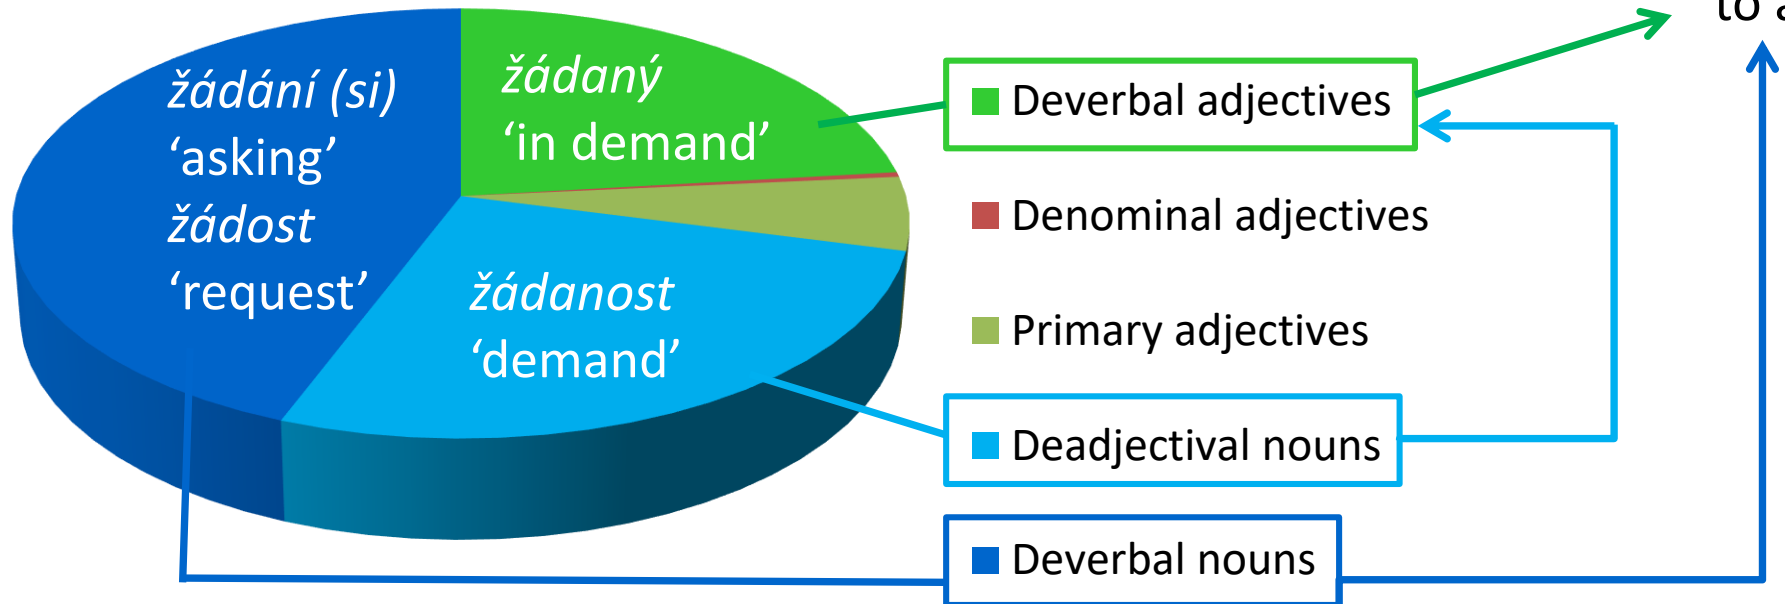 žádání (si)
‘asking’
žádost
‘request’
žádaný
‘in demand’
žádanost
‘demand’
Deverbal adjectives
Denominal adjectives
Primary adjectives
Deadjectival nouns
Deverbal nouns
to a